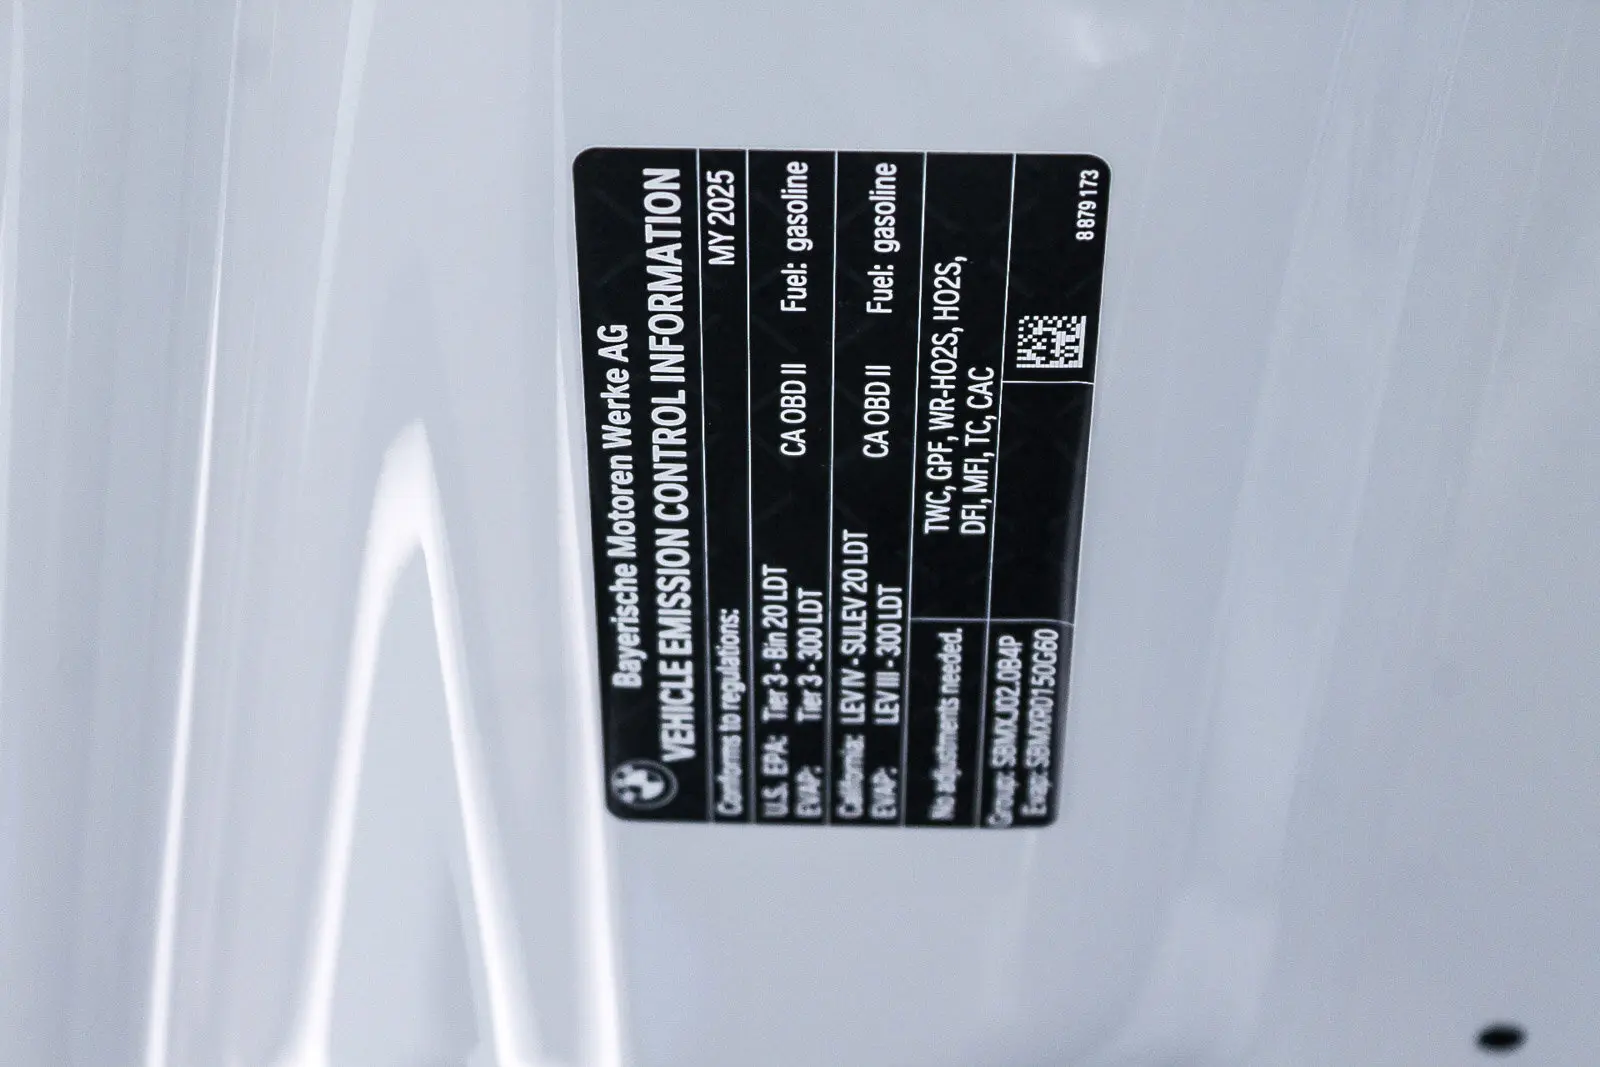 Bayerische Motoren Werke AG
VEHICLE EMISSION CONTROL INFORMATION
Conforms to regulations: MY 2025
U.S. EPA: Tier 3 - Bin 20 LDT CA OBD II Fuel: gasoline
EVAP: Tier 3 - 300 LDT
California: LEV IV - SULEV 20 LDT CA OBD II Fuel: gasoline
EVAP: LEV III - 300 LDT
No adjustments needed. TWC, GPF, WR-HO2S, HO2S,
DFI, MFI, TC, CAC
Group: SBMXJ02.0B4P
Evap: SBMXR0150G60
8 879 173